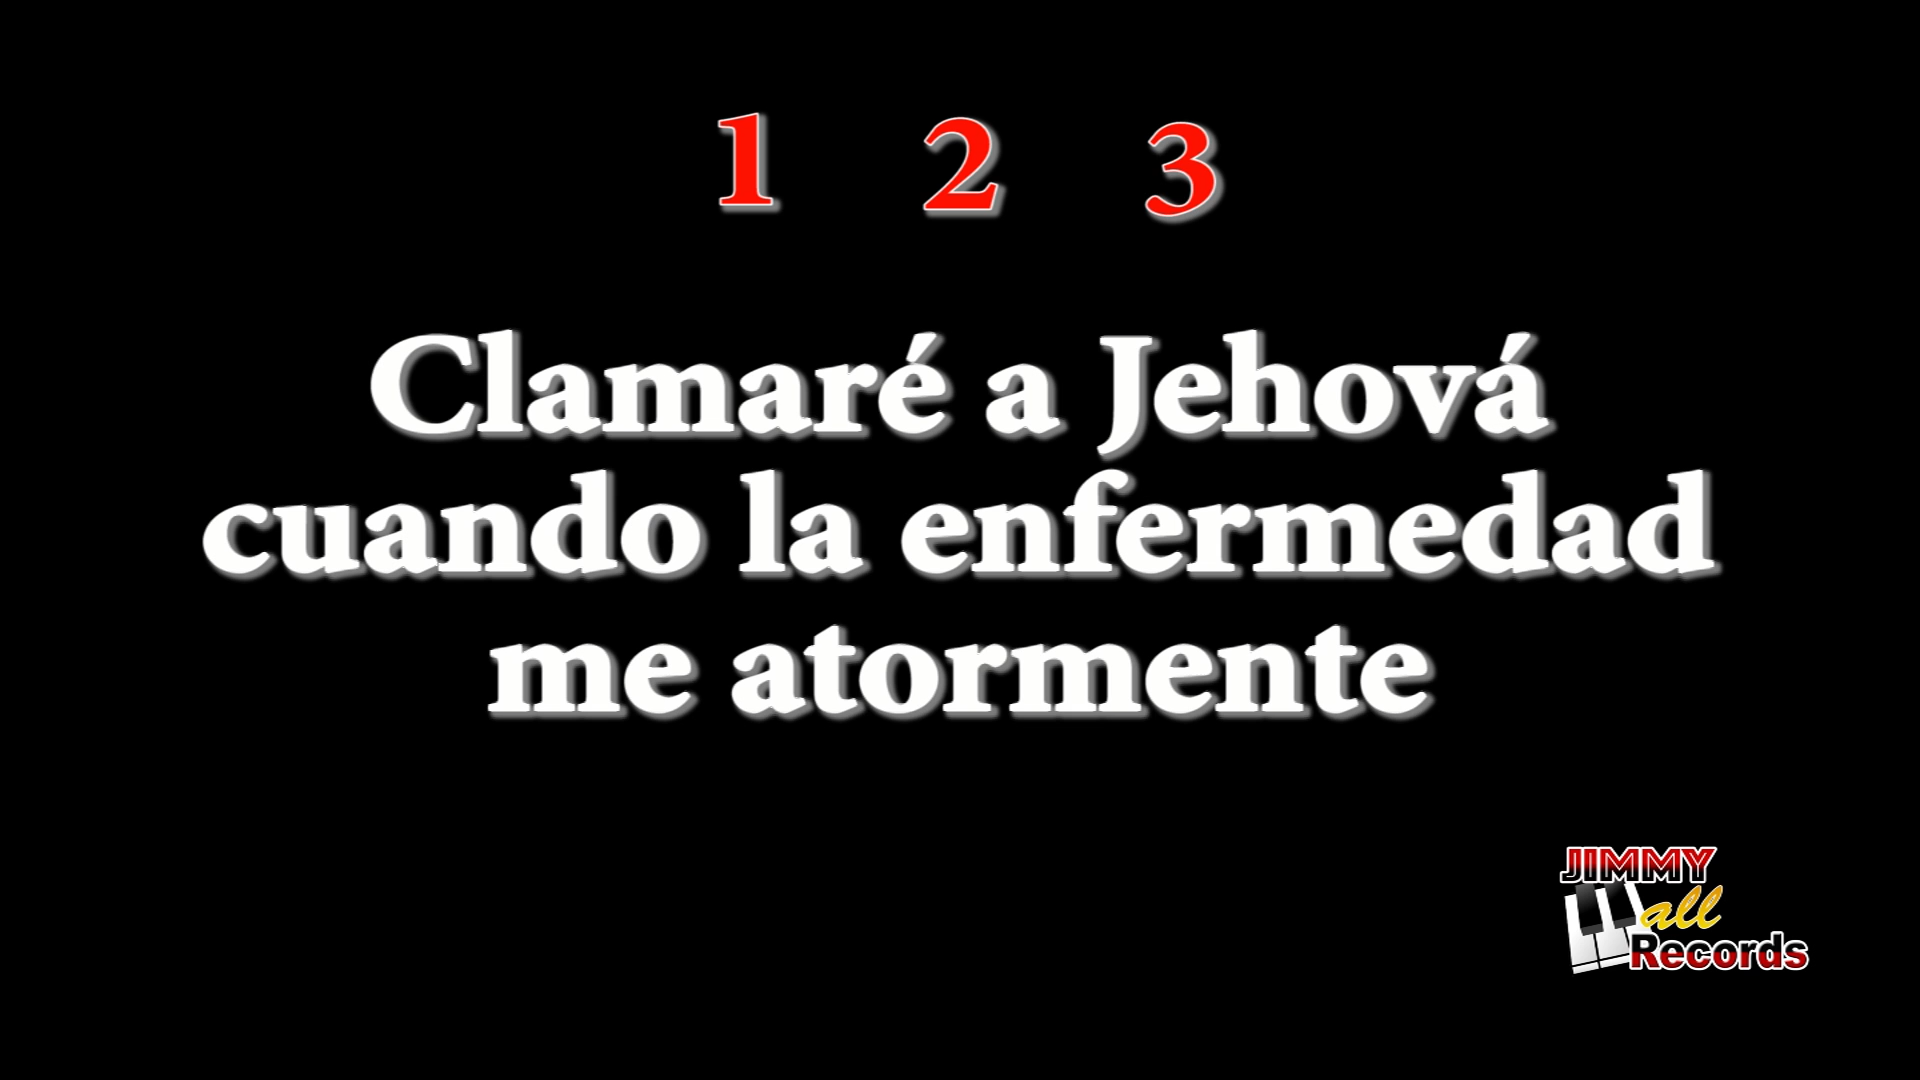 1 2 3
Clamaré a Jehová
cuando la enfermedad
me atormente
JIMMY
all
Records